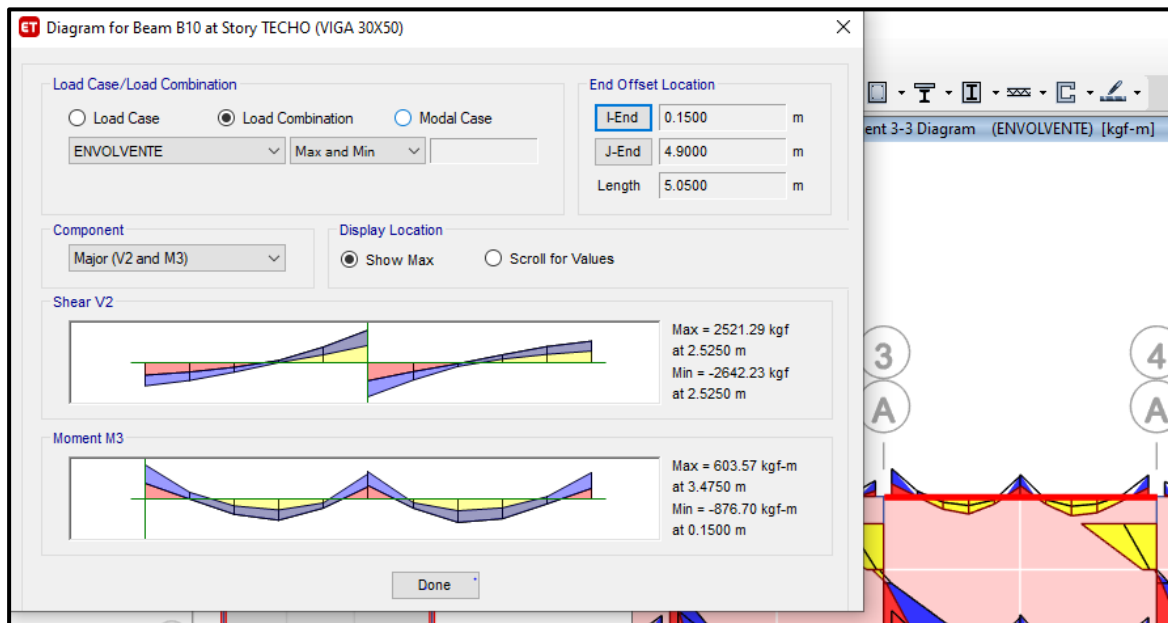 ET Diagram for Beam B10 at Story TECHO (VIGA 30X50)
Load Case/Load Combination
Load Case Load Combination Modal Case
ENVOLVENTE Max and Min
End Offset Location
I-End 0.1500 m
J-End 4.9000 m
Length 5.0500 m
Component
Major (V2 and M3)
Display Location
Show Max Scroll for Values
Shear V2
Max = 2521.29 kgf
at 2.5250 m
Min = -2642.23 kgf
at 2.5250 m
Moment M3
Max = 603.57 kgf-m
at 3.4750 m
Min = -876.70 kgf-m
at 0.1500 m
Done
ent 3-3 Diagram (ENVOLVENTE) [kgf-m]
3 4
A A